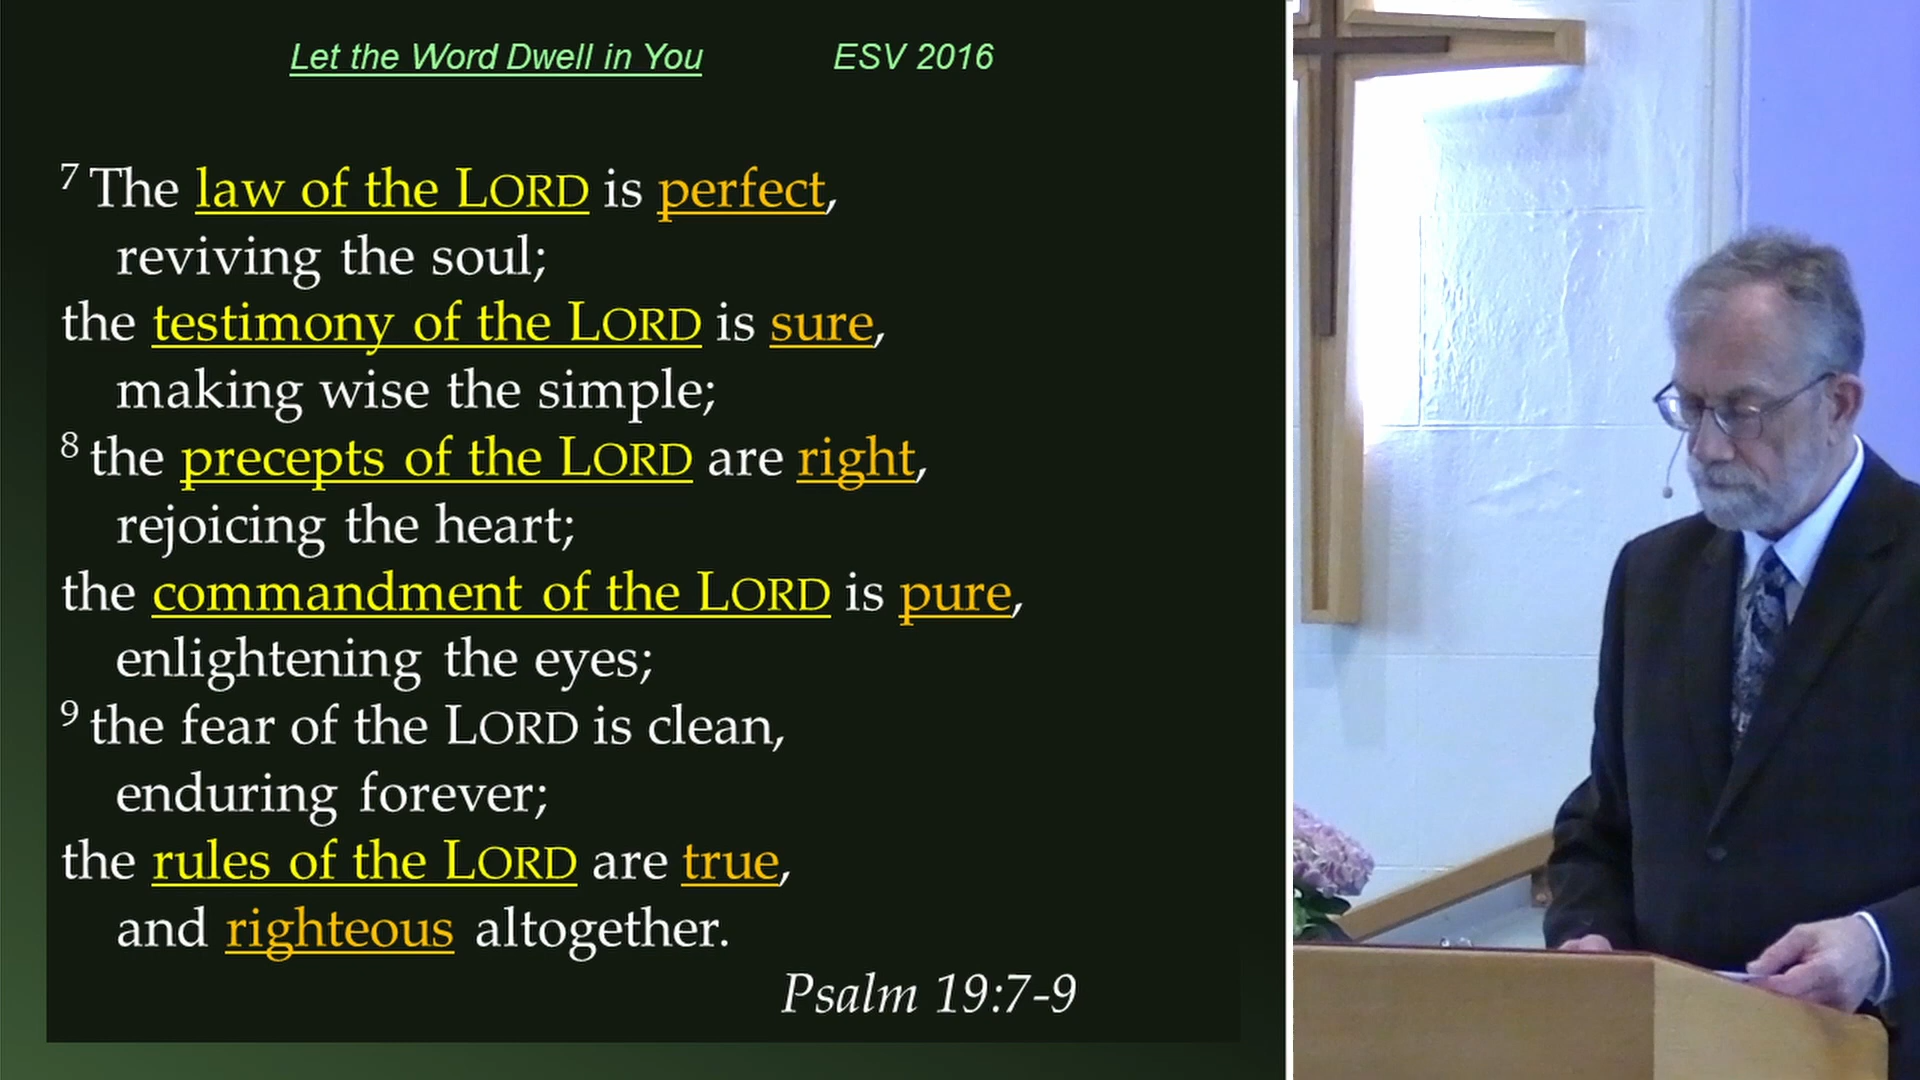 Let the Word Dwell in You ESV 2016
7 The law of the LORD is perfect,
reviving the soul;
the testimony of the LORD is sure,
making wise the simple;
8 the precepts of the LORD are right,
rejoicing the heart;
the commandment of the LORD is pure,
enlightening the eyes;
9 the fear of the LORD is clean,
enduring forever;
the rules of the LORD are true,
and righteous altogether.
Psalm 19:7-9